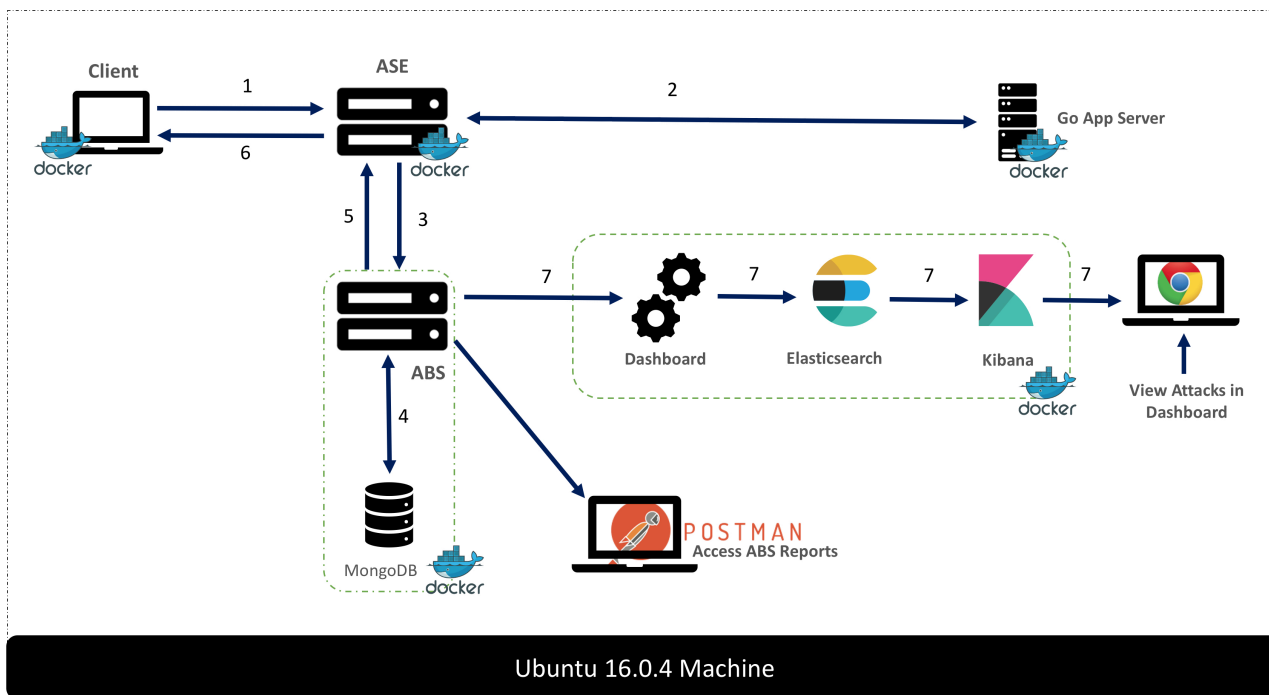 Client
ASE
1
2
6
Go App Server
docker
docker
docker
5
3
7
7
7
7
Dashboard
Elasticsearch
Kibana
docker
View Attacks in
Dashboard
ABS
4
MongoDB
docker
POSTMAN
Access ABS Reports
Ubuntu 16.0.4 Machine